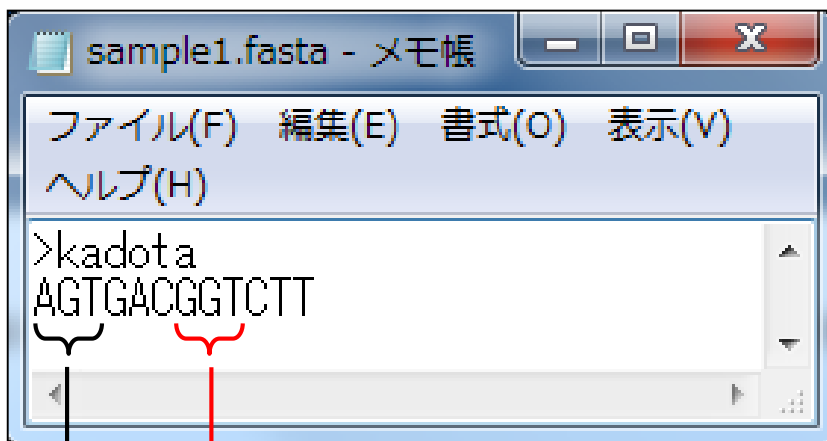 sample1.fasta - メモ帳
ファイル(F) 編集(E) 書式(O) 表示(V)
ヘルプ(H)
>kadota
AGTGACGGTCTT